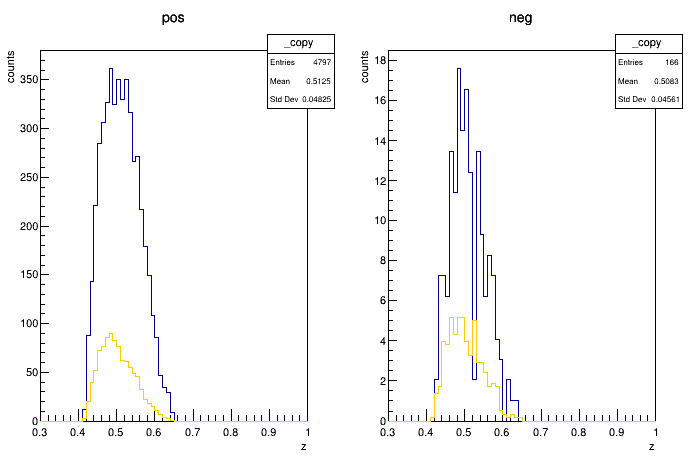 pos
counts
_copy
Entries 4797
Mean 0.5125
Std Dev 0.04825
350
300
250
200
150
100
50
0
0.3 0.4 0.5 0.6 0.7 0.8 0.9 1
z
neg
counts
_copy
Entries 166
Mean 0.5083
Std Dev 0.04561
18
16
14
12
10
8
6
4
2
0
0.3 0.4 0.5 0.6 0.7 0.8 0.9 1
z